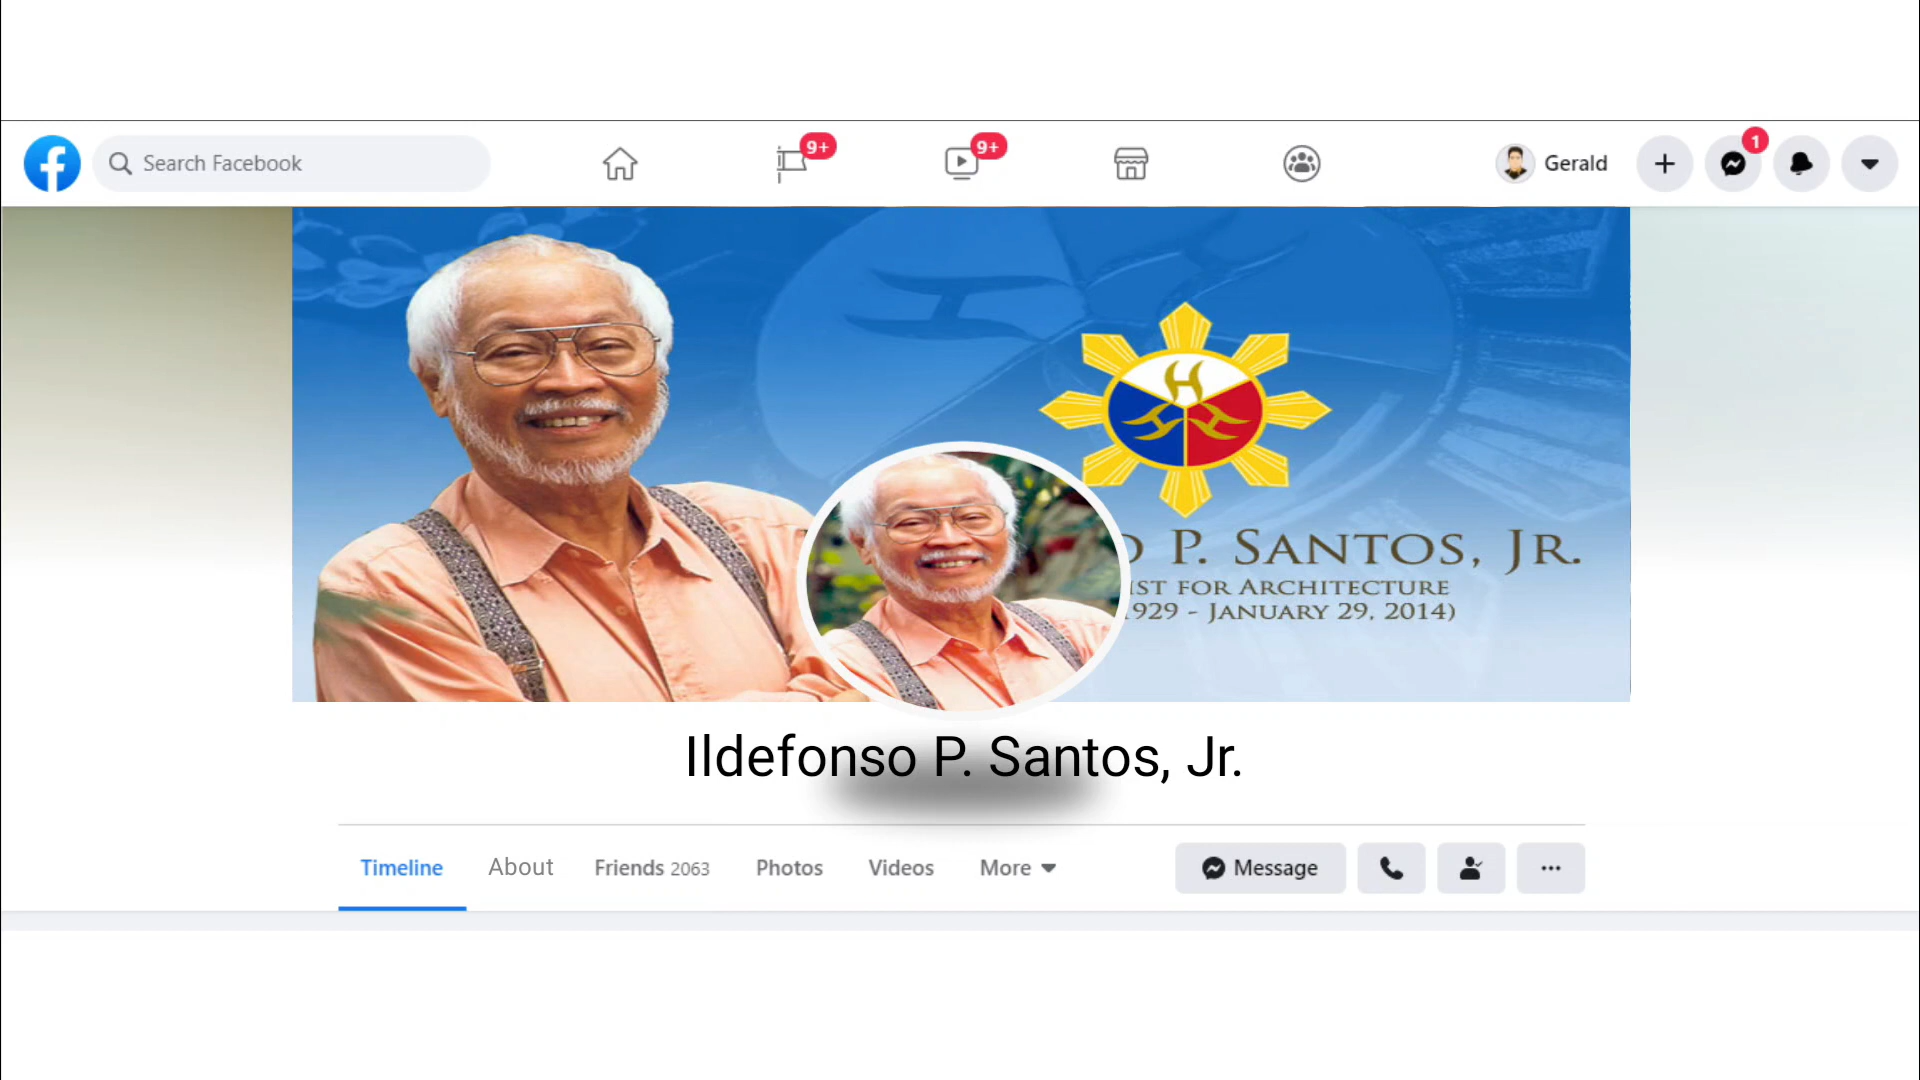 Search Facebook
9+
9+
Gerald
1
P. SANTOS, JR.
IST FOR ARCHITECTURE
929 - JANUARY 29, 2014)
Ildefonso P. Santos, Jr.
Timeline
About
Friends 2063
Photos
Videos
More
Message